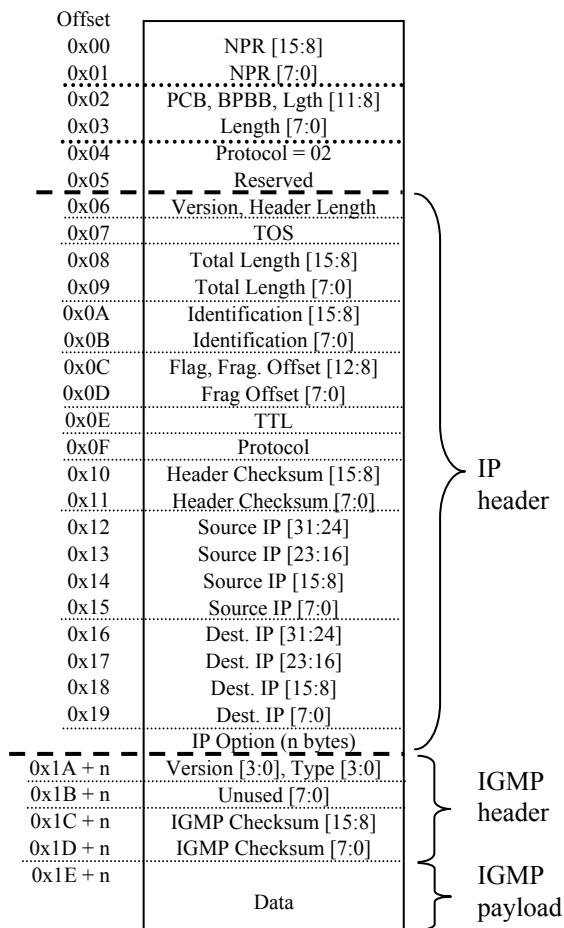 Offset
0x00 NPR [15:8]
0x01 NPR [7:0]
0x02 PCB, BPBB, Lgth [11:8]
0x03 Length [7:0]
0x04 Protocol = 02
0x05 Reserved
0x06 Version, Header Length
0x07 TOS
0x08 Total Length [15:8]
0x09 Total Length [7:0]
0x0A Identification [15:8]
0x0B Identification [7:0]
0x0C Flag, Frag. Offset [12:8]
0x0D Frag Offset [7:0]
0x0E TTL
0x0F Protocol
0x10 Header Checksum [15:8]
0x11 Header Checksum [7:0]
0x12 Source IP [31:24]
0x13 Source IP [23:16]
0x14 Source IP [15:8]
0x15 Source IP [7:0]
0x16 Dest. IP [31:24]
0x17 Dest. IP [23:16]
0x18 Dest. IP [15:8]
0x19 Dest. IP [7:0]
IP Option (n bytes)
IP
header
0x1A + n Version [3:0], Type [3:0]
0x1B + n Unused [7:0]
0x1C + n IGMP Checksum [15:8]
0x1D + n IGMP Checksum [7:0]
IGMP
header
0x1E + n
Data
IGMP
payload